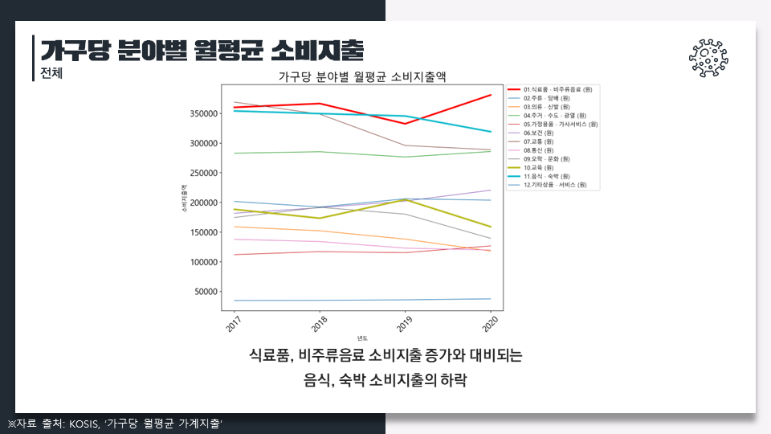 가구당 분야별 월평균 소비지출
전체
가구당 분야별 월평균 소비지출액
소비지출액
350000
300000
250000
200000
150000
100000
50000
2017
2018
2019
2020
년도
01.식료품 · 비주류음료 (원)
02.주류 · 담배 (원)
03.의류 · 신발 (원)
04.주거 · 수도 · 광열 (원)
05.가정용품 · 가사서비스 (원)
06.보건 (원)
07.교통 (원)
08.통신 (원)
09.오락 · 문화 (원)
10.교육 (원)
11.음식 · 숙박 (원)
12.기타상품 · 서비스 (원)
식료품, 비주류음료 소비지출 증가와 대비되는
음식, 숙박 소비지출의 하락
※자료 출처: KOSIS, '가구당 월평균 가계지출'